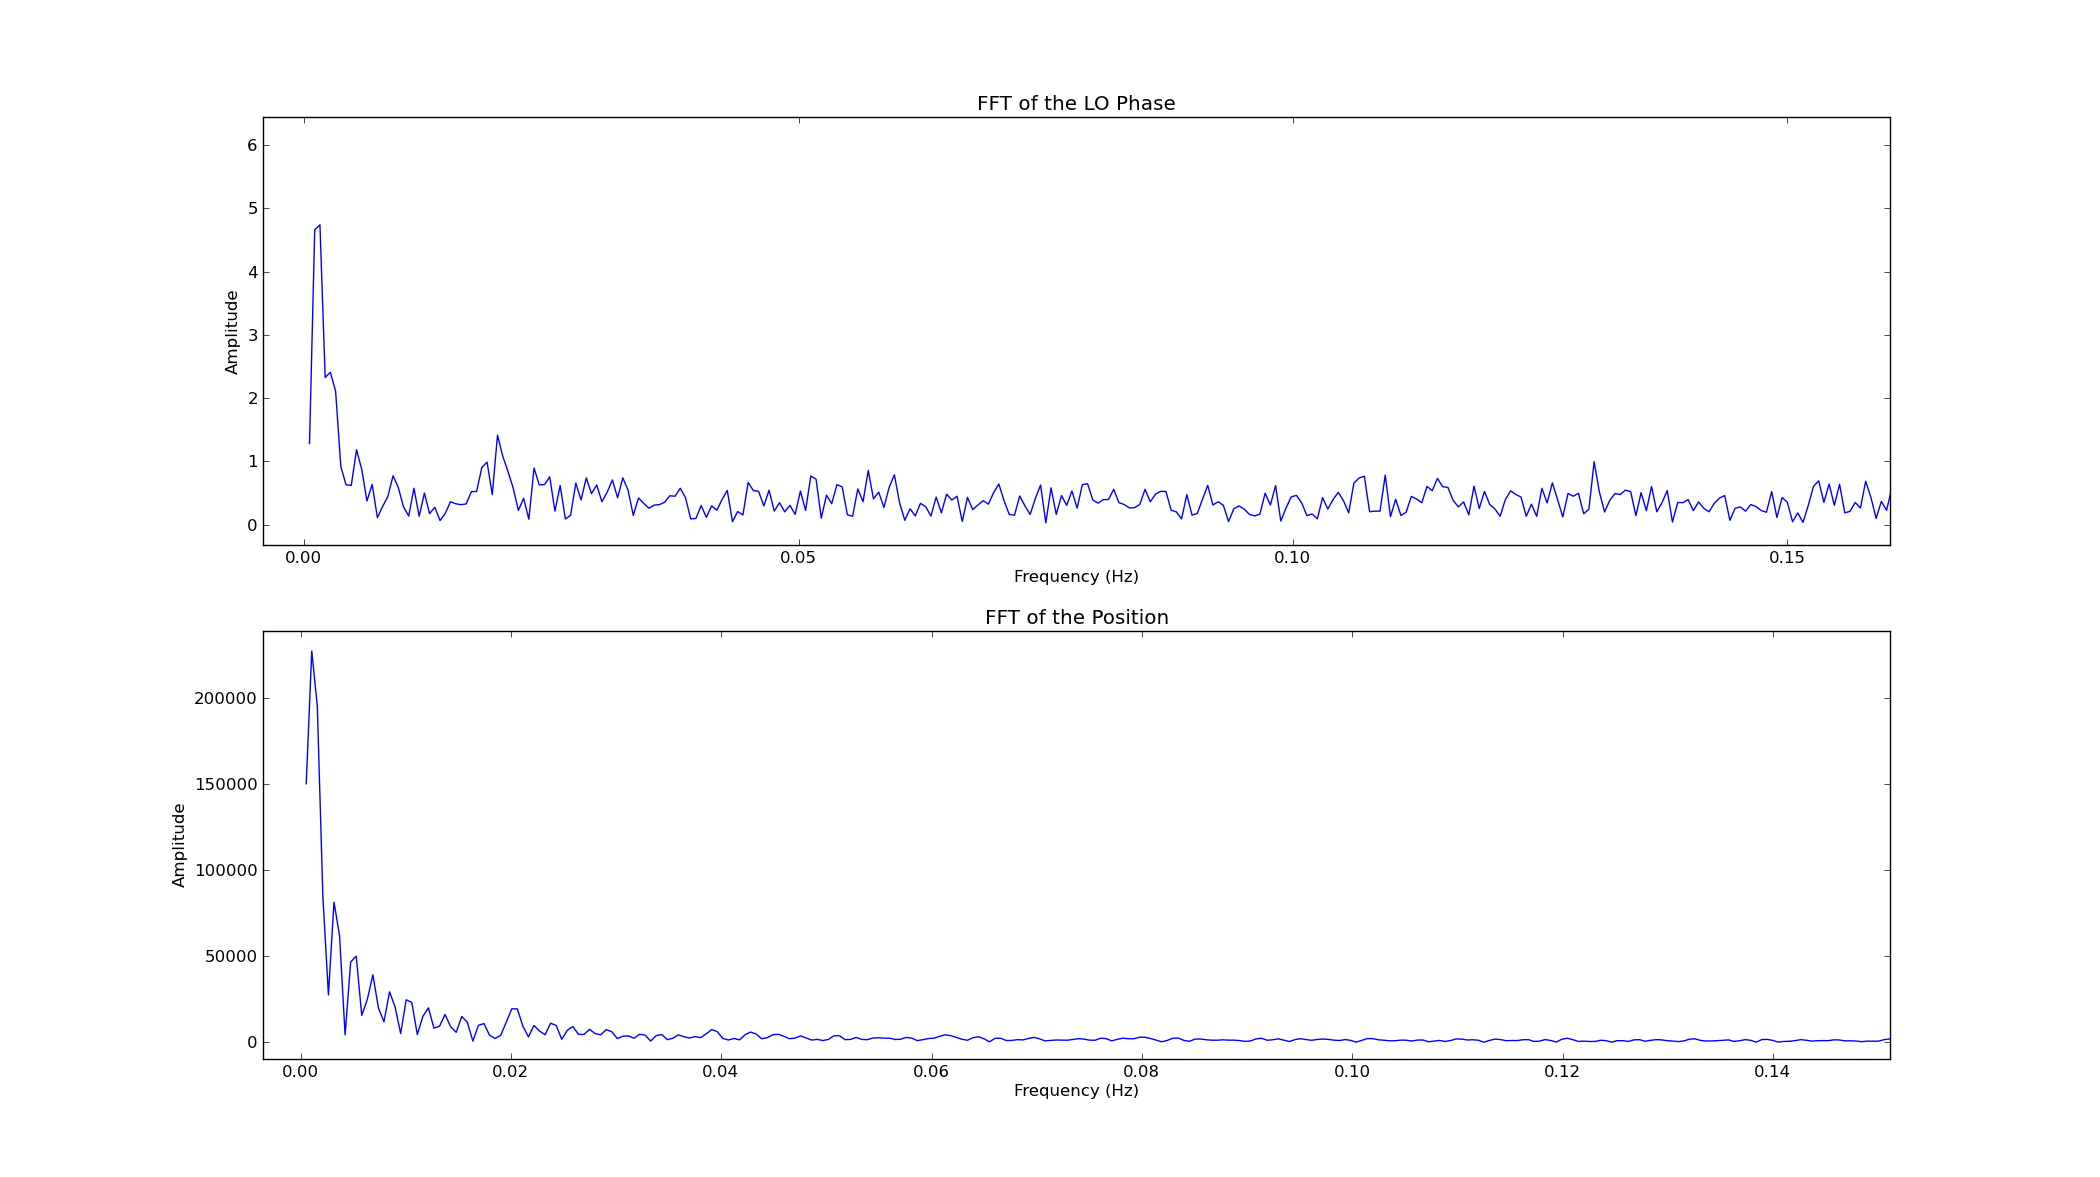 FFT of the LO Phase
6
5
4
3
2
1
0
Amplitude
0.00 0.05 0.10 0.15
Frequency (Hz)
FFT of the Position
200000
150000
100000
50000
0
Amplitude
0.00 0.02 0.04 0.06 0.08 0.10 0.12 0.14
Frequency (Hz)